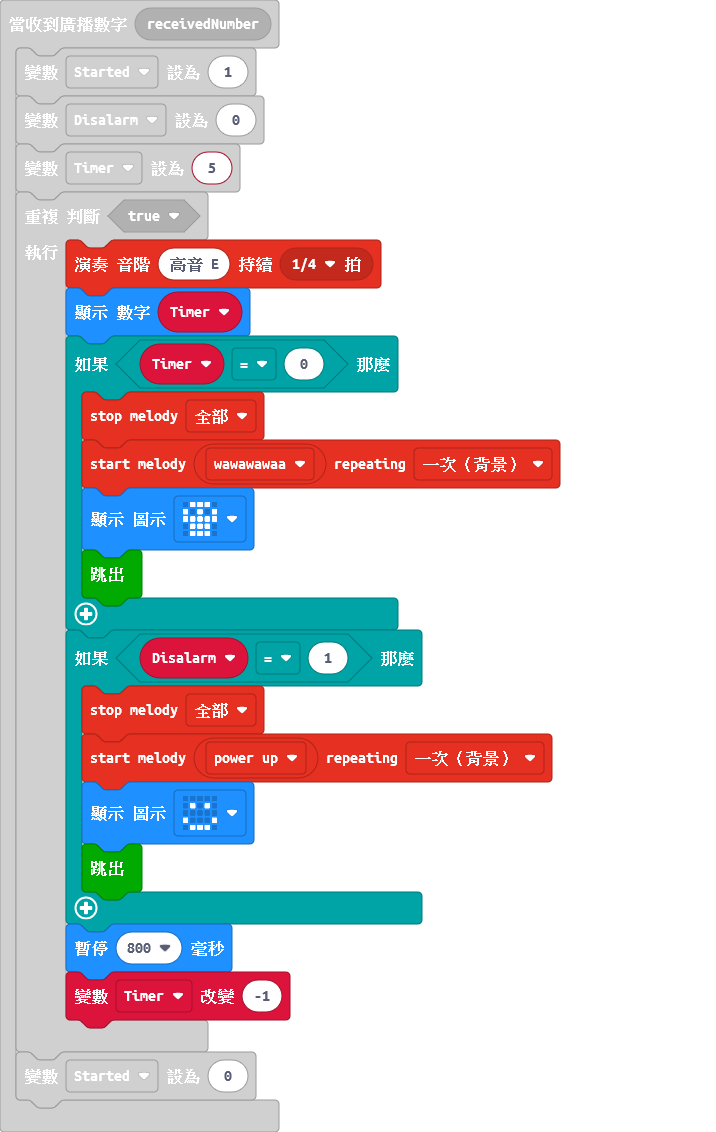 當收到廣播數字 receivedNumber
變數 Started 設為 1
變數 Disalarm 設為 0
變數 Timer 設為 5
重複 判斷 true
執行
演奏 音階 高音 E 持續 1/4 拍
顯示 數字 Timer
如果 Timer = 0 那麼
stop melody 全部
start melody wawawawaa repeating 一次（背景）
顯示 圖示
跳出
如果 Disalarm = 1 那麼
stop melody 全部
start melody power up repeating 一次（背景）
顯示 圖示
跳出
暫停 800 毫秒
變數 Timer 改變 -1
變數 Started 設為 0